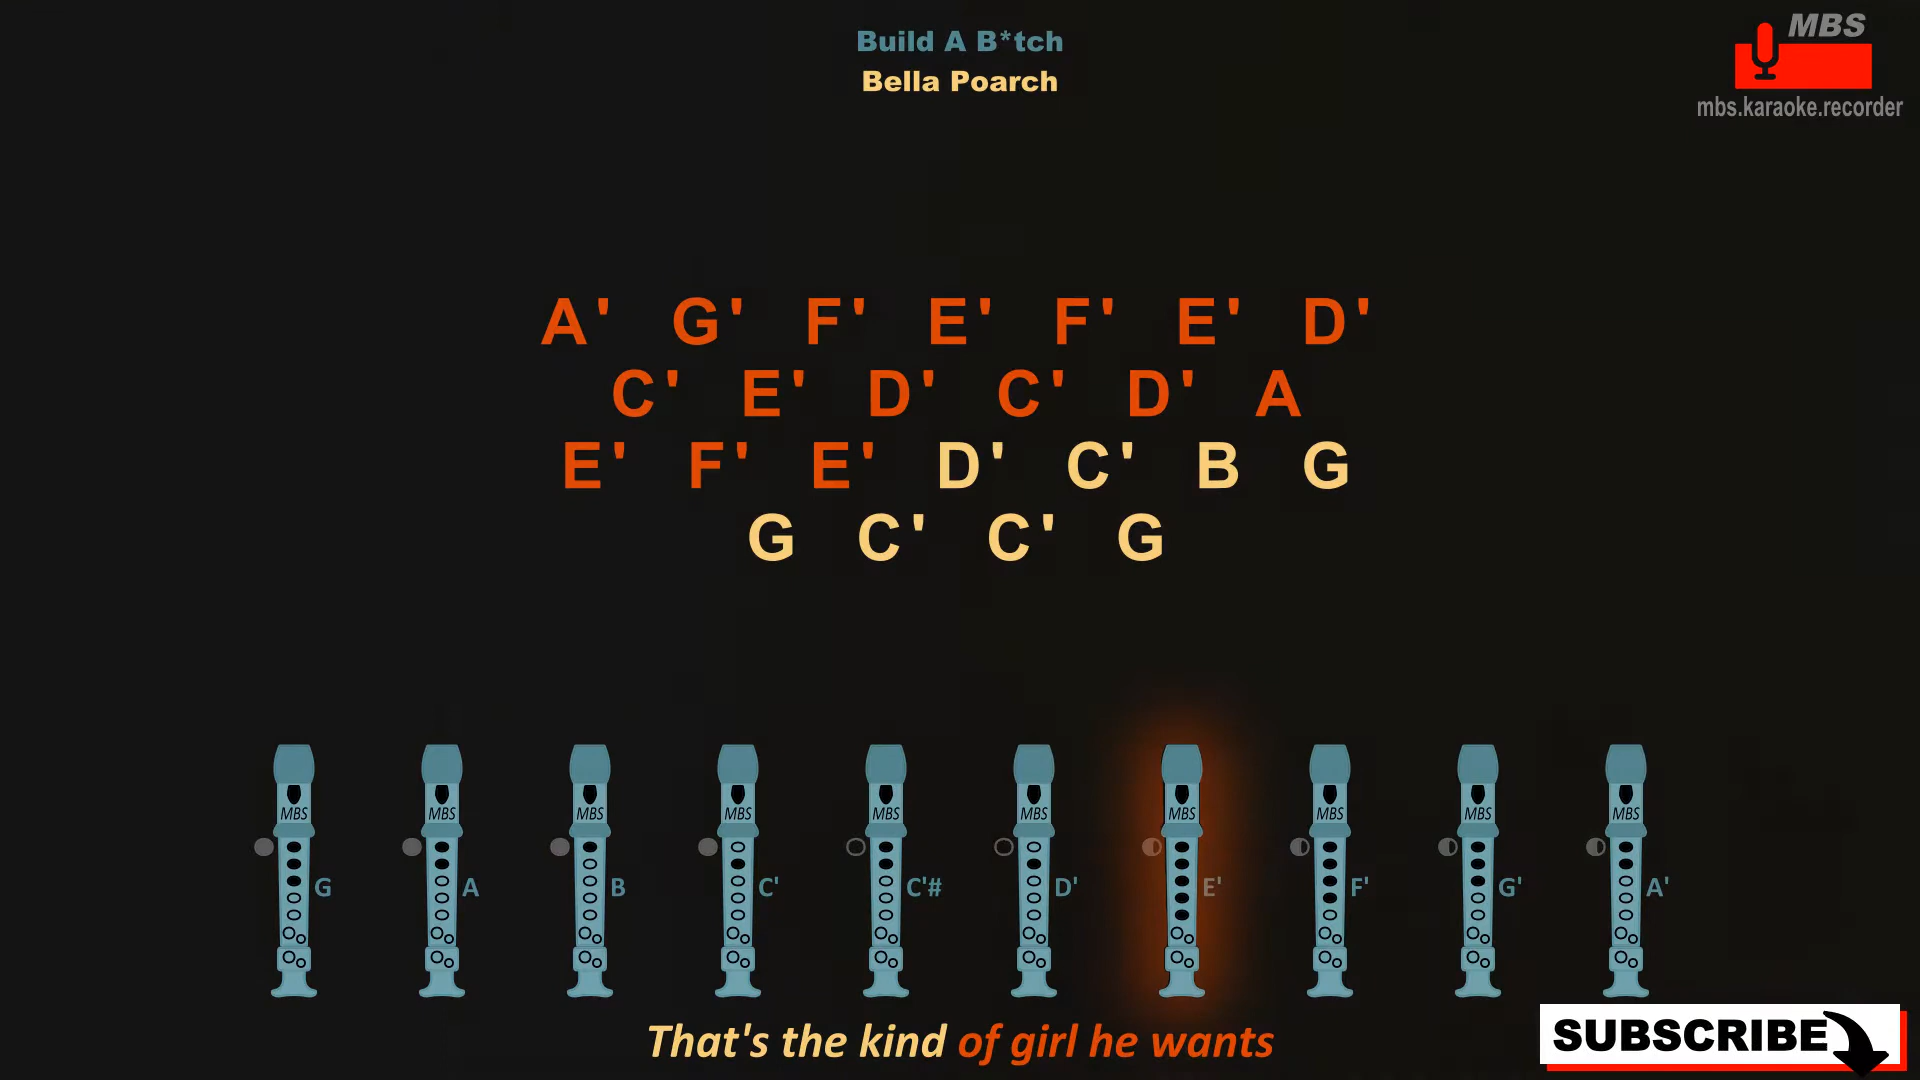 Build A B*tch
Bella Poarch
MBS
mbs.karaoke.recorder
A' G' F' E' F' E' D'
C' E' D' C' D' A
E' F' E' D' C' B G
G C' C' G
MBS MBS MBS MBS MBS MBS MBS MBS MBS MBS
G A B C' C'# D' E' F' G' A'
That's the kind of girl he wants
SUBSCRIBE